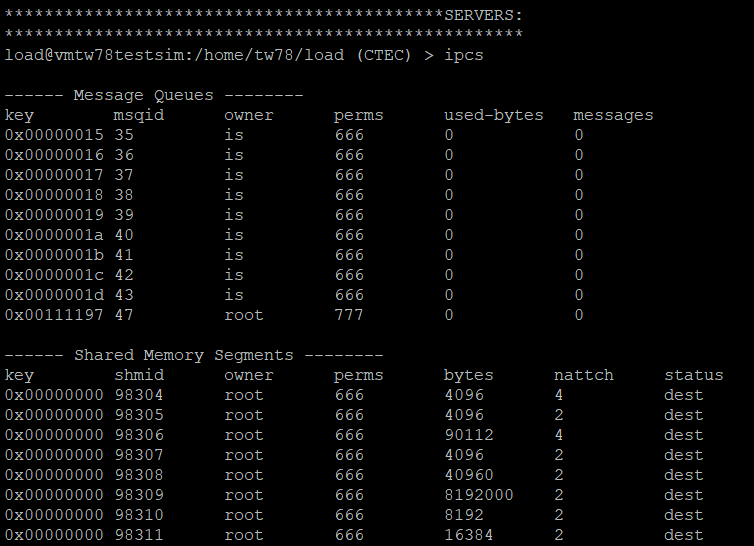 ********************************************SERVERS:
****************************************************
load@vmtw78testsim:/home/tw78/load (CTEC) > ipcs
------ Message Queues --------
key        msqid      owner      perms      used-bytes   messages
0x00000015 35         is         666        0            0
0x00000016 36         is         666        0            0
0x00000017 37         is         666        0            0
0x00000018 38         is         666        0            0
0x00000019 39         is         666        0            0
0x0000001a 40         is         666        0            0
0x0000001b 41         is         666        0            0
0x0000001c 42         is         666        0            0
0x0000001d 43         is         666        0            0
0x00111197 47         root       777        0            0
------ Shared Memory Segments --------
key        shmid      owner      perms      bytes      nattch     status
0x00000000 98304      root       666        4096       4          dest
0x00000000 98305      root       666        4096       2          dest
0x00000000 98306      root       666        90112      4          dest
0x00000000 98307      root       666        4096       2          dest
0x00000000 98308      root       666        40960      2          dest
0x00000000 98309      root       666        8192000    2          dest
0x00000000 98310      root       666        8192       2          dest
0x00000000 98311      root       666        16384      2          dest